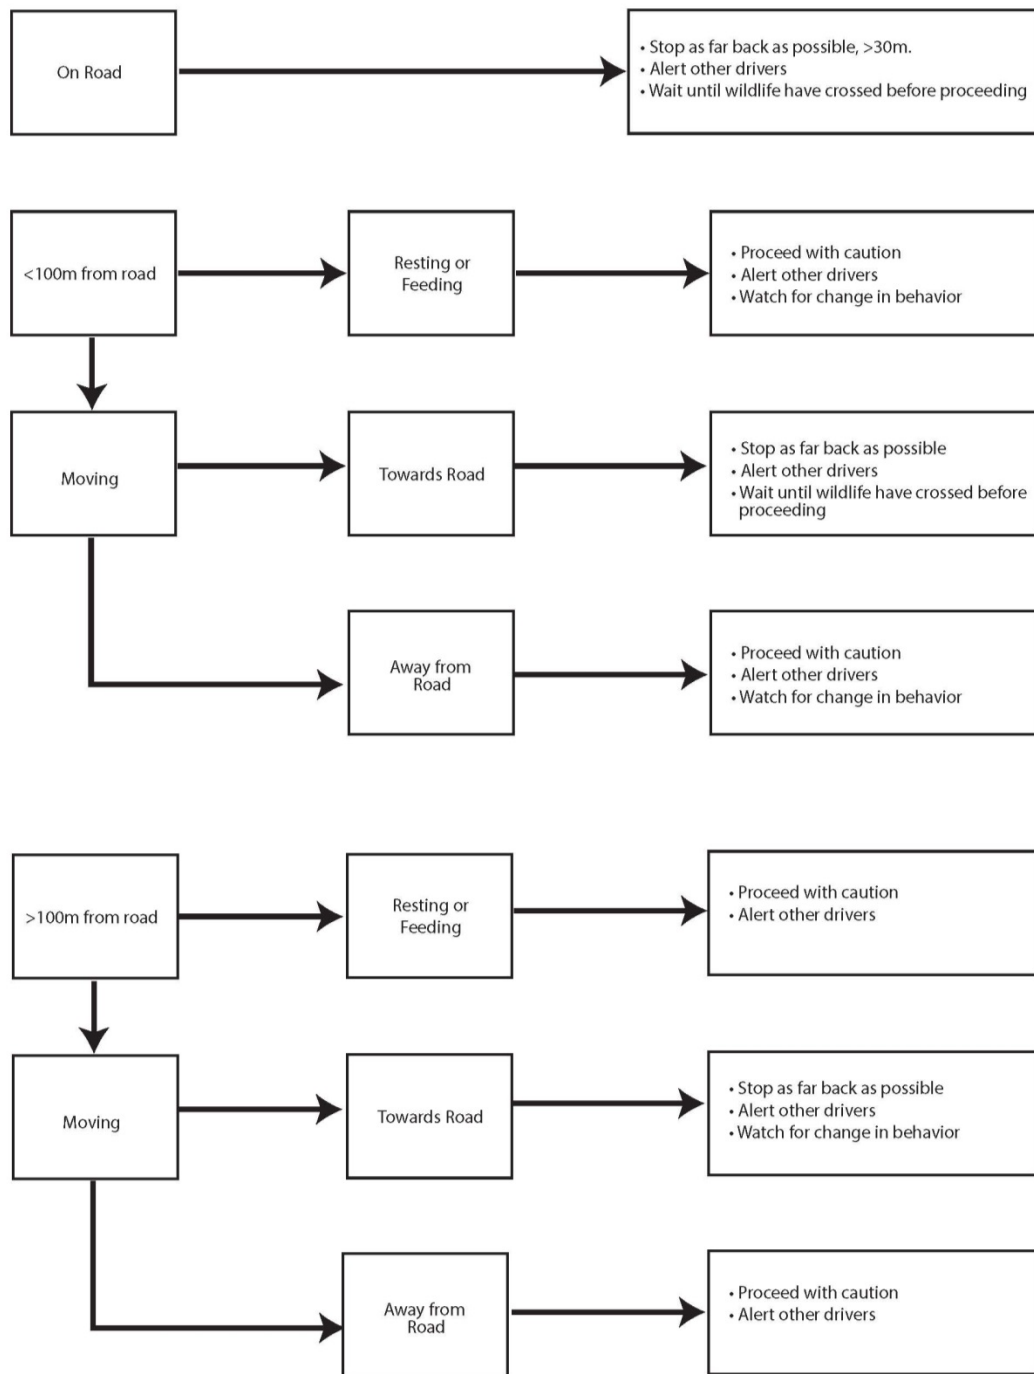 On Road
• Stop as far back as possible, >30m.
• Alert other drivers
• Wait until wildlife have crossed before proceeding
<100m from road
Resting or
Feeding
• Proceed with caution
• Alert other drivers
• Watch for change in behavior
Moving
Towards Road
• Stop as far back as possible
• Alert other drivers
• Wait until wildlife have crossed before
proceeding
Away from
Road
• Proceed with caution
• Alert other drivers
• Watch for change in behavior
>100m from road
Resting or
Feeding
• Proceed with caution
• Alert other drivers
Moving
Towards Road
• Stop as far back as possible
• Alert other drivers
• Watch for change in behavior
Away from
Road
• Proceed with caution
• Alert other drivers